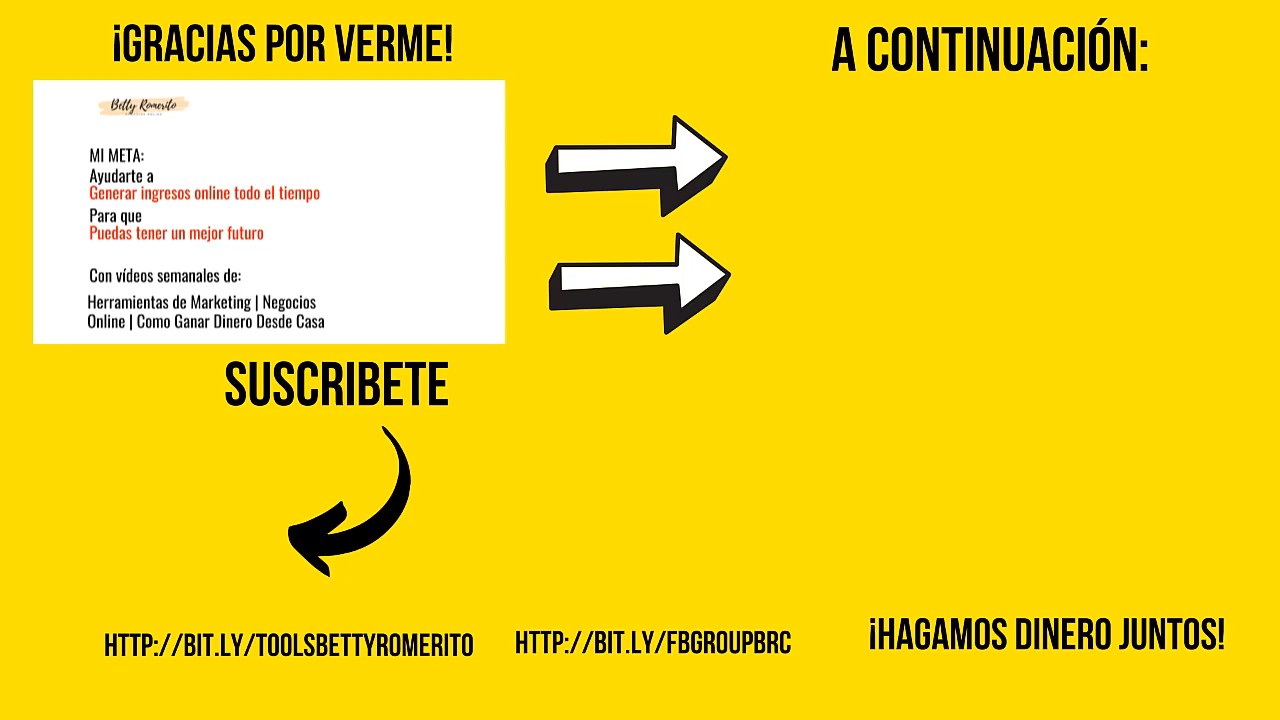 ¡GRACIAS POR VERME!
A CONTINUACIÓN:
Betty Romerito
MI META:
Ayudarte a
Generar ingresos online todo el tiempo
Para que
Puedas tener un mejor futuro
Con vídeos semanales de:
Herramientas de Marketing | Negocios
Online | Como Ganar Dinero Desde Casa
SUSCRIBETE
HTTP://BIT.LY/TOOLSBETTYROMERITO
HTTP://BIT.LY/FBGROUPBRC
¡HAGAMOS DINERO JUNTOS!